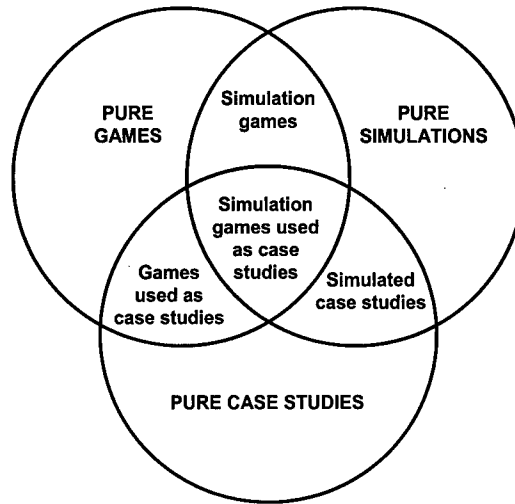 PURE
GAMES
Simulation
games
PURE
SIMULATIONS
Simulation
games used
as case
studies
Games
used as
case studies
Simulated
case studies
PURE CASE STUDIES